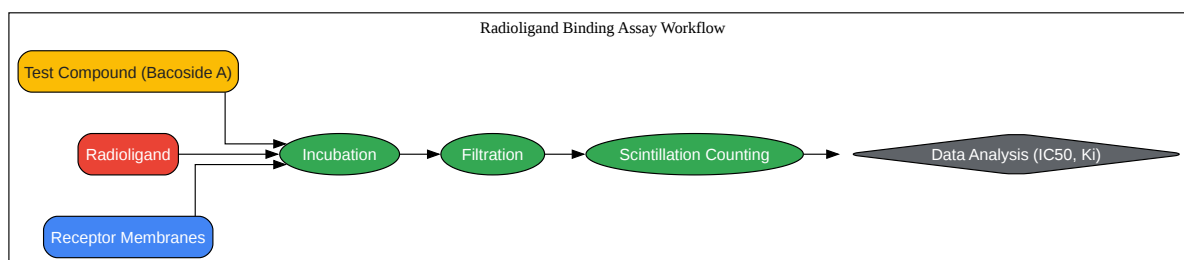 Radioligand Binding Assay Workflow
Test Compound (Bacoside A)
Radioligand
Incubation
Filtration
Scintillation Counting
Data Analysis (IC50, Ki)
Receptor Membranes